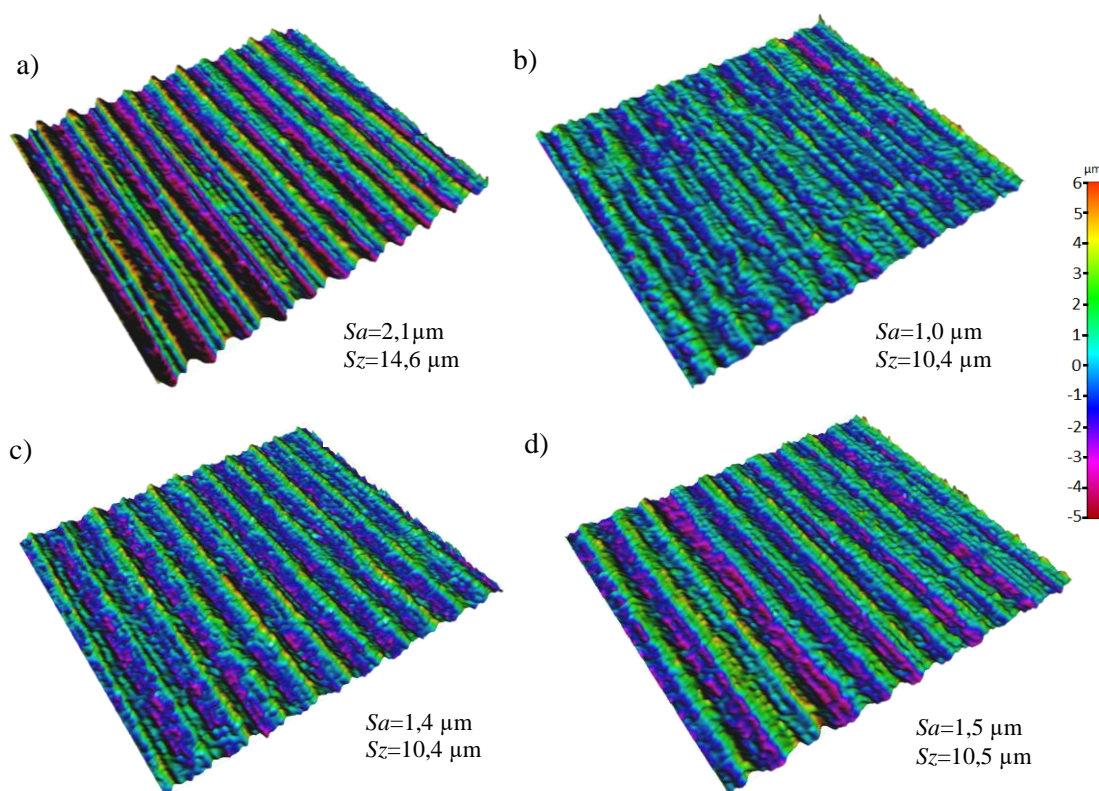 a)
Sa=2,1µm
Sz=14,6 µm
b)
Sa=1,0 µm
Sz=10,4 µm
c)
Sa=1,4 µm
Sz=10,4 µm
d)
Sa=1,5 µm
Sz=10,5 µm
µm
6
5
4
3
2
1
0
-1
-2
-3
-4
-5